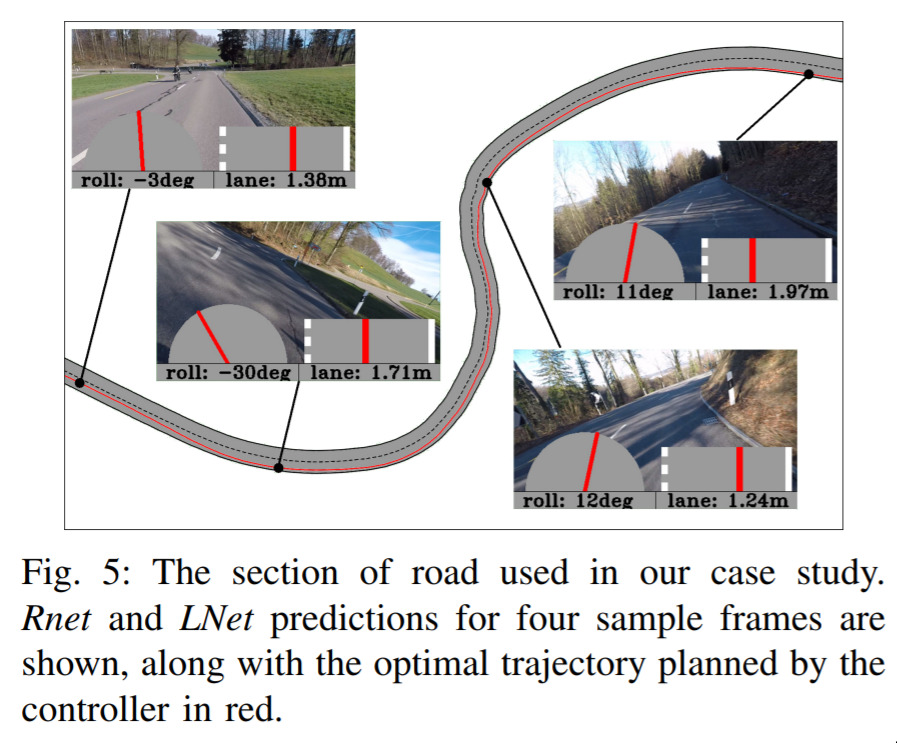 roll: -3deg lane: 1.38m
roll: -30deg lane: 1.71m
roll: 11deg lane: 1.97m
roll: 12deg lane: 1.24m
Fig. 5: The section of road used in our case study.
Rnet and LNet predictions for four sample frames are
shown, along with the optimal trajectory planned by the
controller in red.